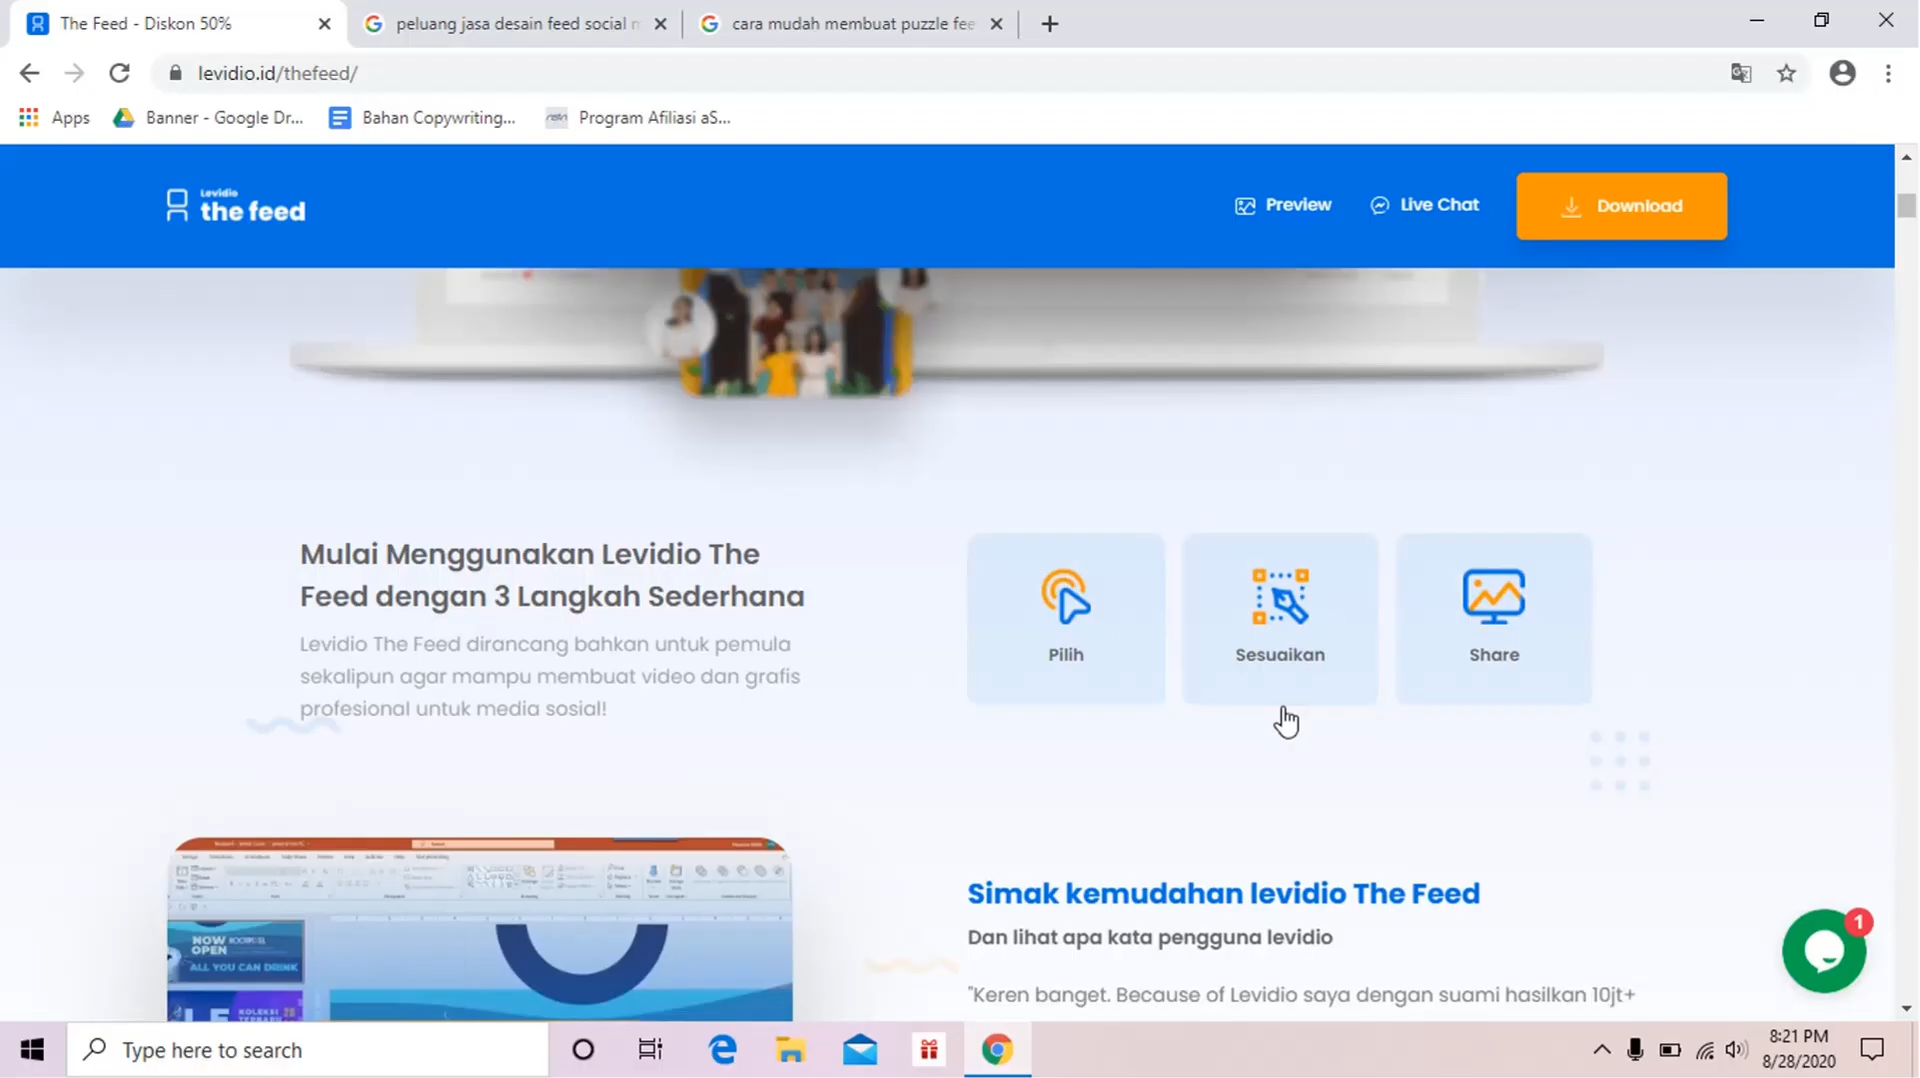 The Feed - Diskon 50%
peluang jasa desain feed social m
cara mudah membuat puzzle fee
levidio.id/thefeed/
Apps
Banner - Google Dr...
Bahan Copywriting...
Program Afiliasi aS...
Levidio
the feed
Preview
Live Chat
Download
Mulai Menggunakan Levidio The
Feed dengan 3 Langkah Sederhana
Levidio The Feed dirancang bahkan untuk pemula
sekalipun agar mampu membuat video dan grafis
profesional untuk media sosial!
Pilih
Sesuaikan
Share
NOW
OPEN
ALL YOU CAN DRINK
KOLEKSI
Simak kemudahan levidio The Feed
Dan lihat apa kata pengguna levidio
"Keren banget. Because of Levidio saya dengan suami hasilkan 10jt+
1
Type here to search
8:21 PM
8/28/2020